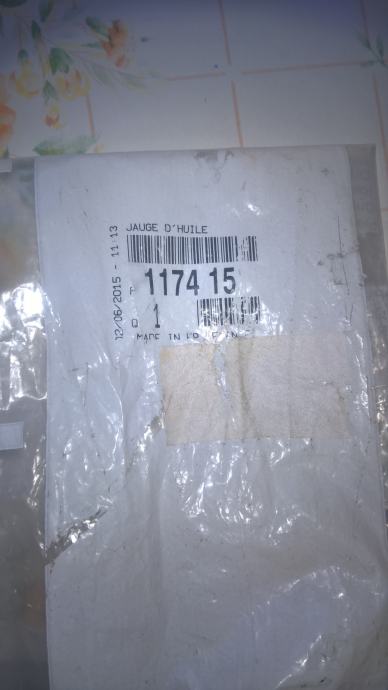 JAUGE D'HUILE
12/06/2015 - 11:13
P 1174 15
Q 1
MADE IN